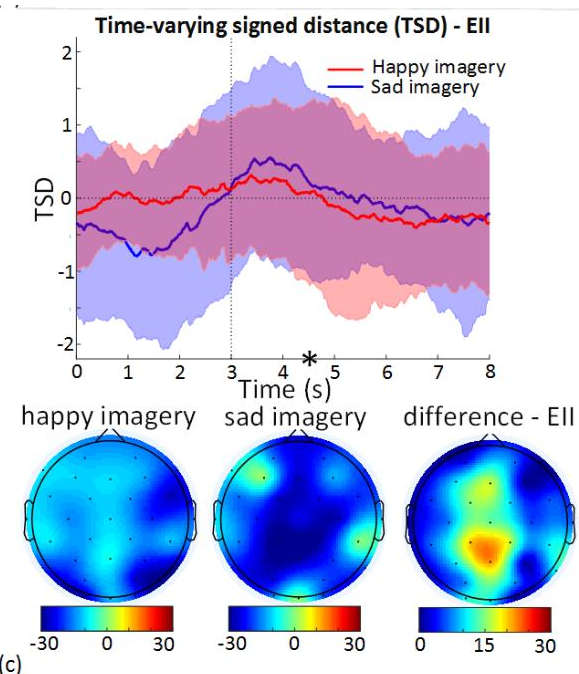 Time-varying signed distance (TSD) - EII
2
Happy imagery
Sad imagery
1
TSD
0
-1
-2
0 1 2 3 4 * 5 6 7 8
Time (s)
happy imagery sad imagery difference - EII
-30 0 30 -30 0 30 0 15 30
(c)